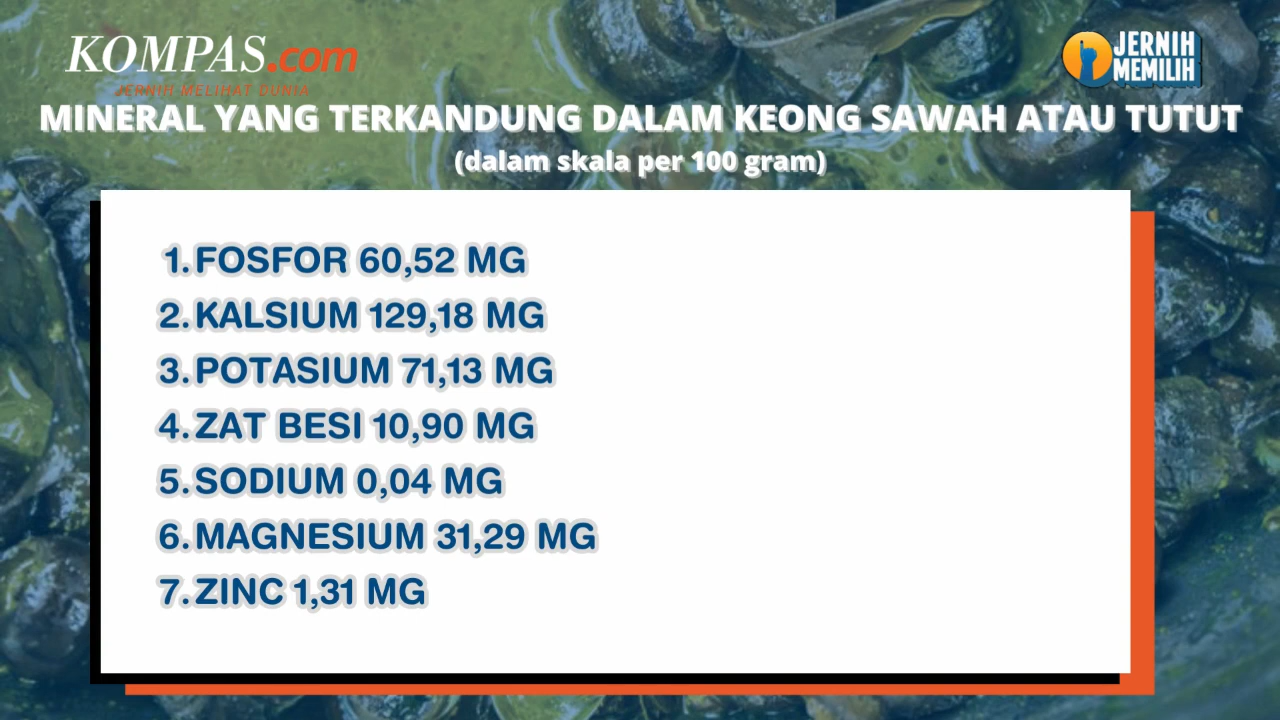 KOMPAS.com
JERNIH MELIHAT DUNIA
JERNIH
MEMILIH
MINERAL YANG TERKANDUNG DALAM KEONG SAWAH ATAU TUTUT
(dalam skala per 100 gram)
1. FOSFOR 60,52 MG
2. KALSIUM 129,18 MG
3. POTASIUM 71,13 MG
4. ZAT BESI 10,90 MG
5. SODIUM 0,04 MG
6. MAGNESIUM 31,29 MG
7. ZINC 1,31 MG